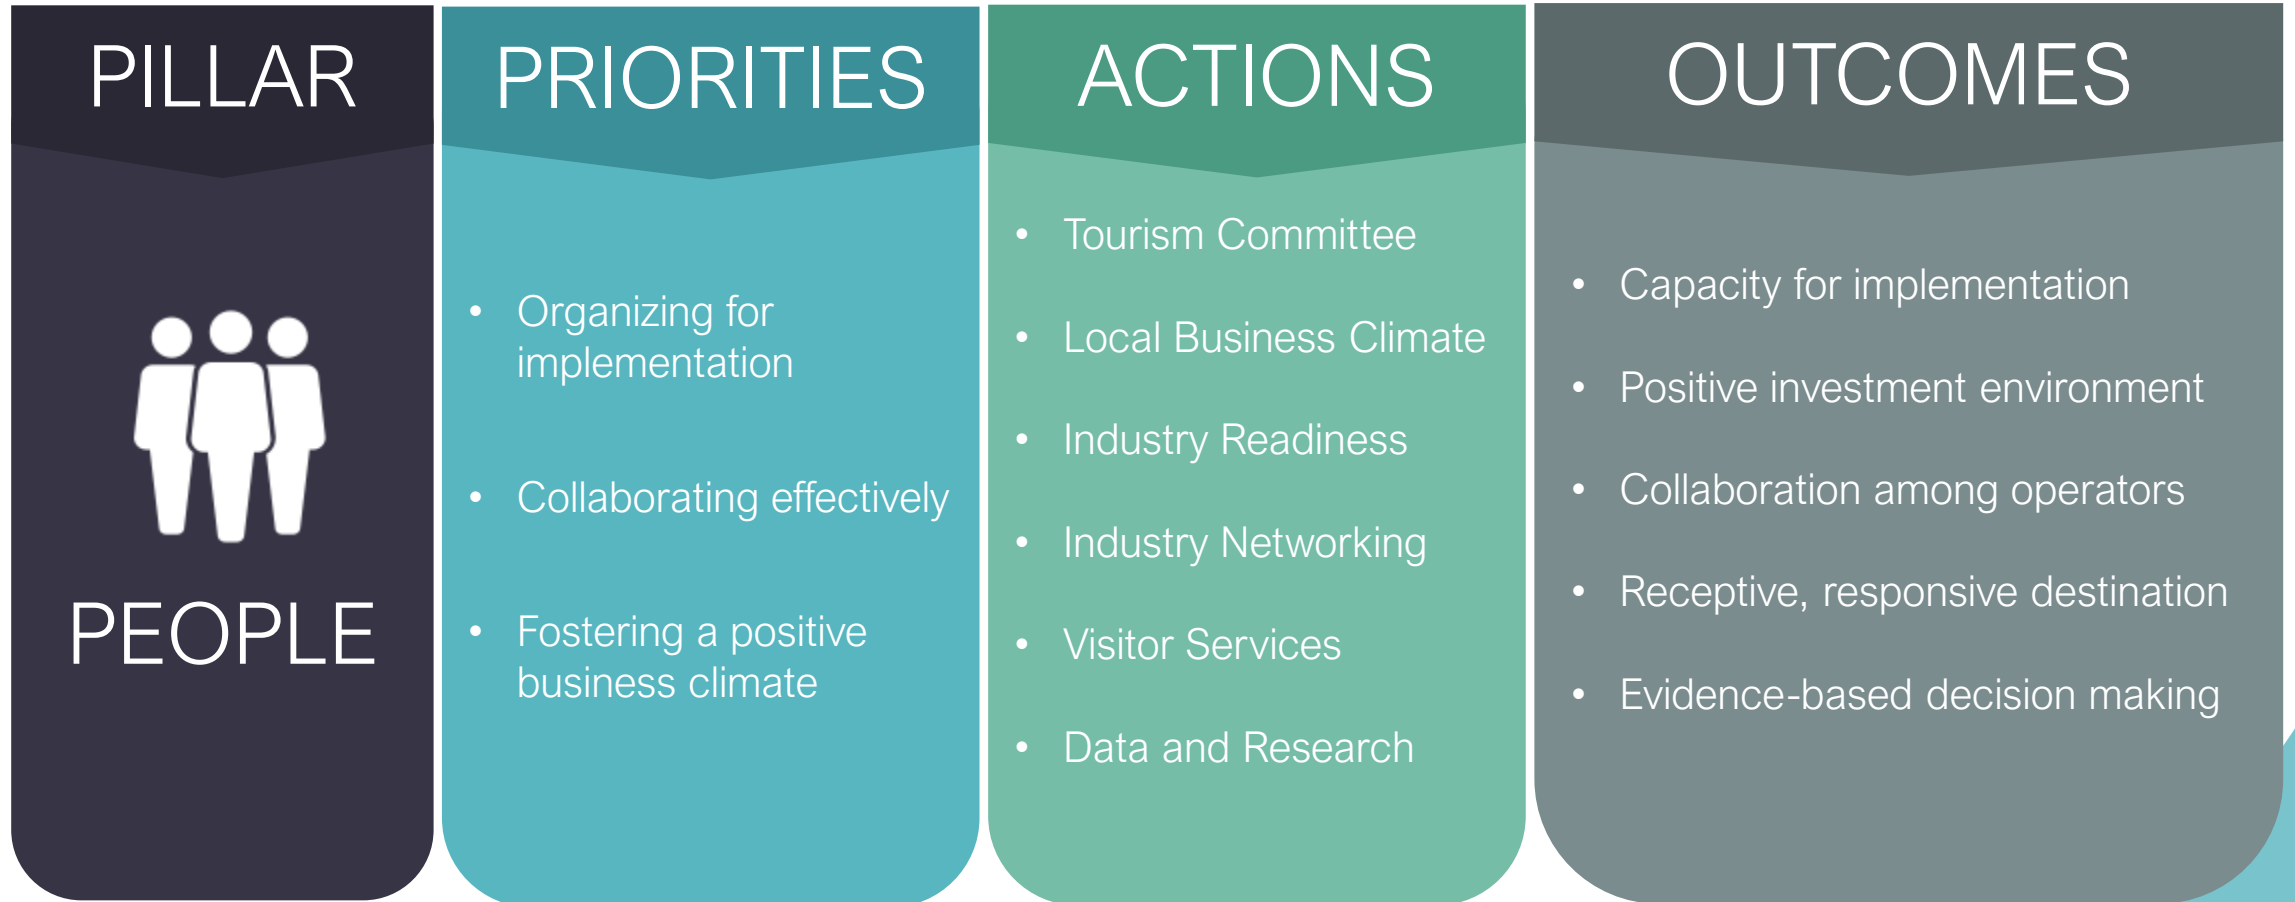 PILLAR
PEOPLE
PRIORITIES
• Organizing for
implementation
• Collaborating effectively
• Fostering a positive
business climate
ACTIONS
• Tourism Committee
• Local Business Climate
• Industry Readiness
• Industry Networking
• Visitor Services
• Data and Research
OUTCOMES
• Capacity for implementation
• Positive investment environment
• Collaboration among operators
• Receptive, responsive destination
• Evidence-based decision making